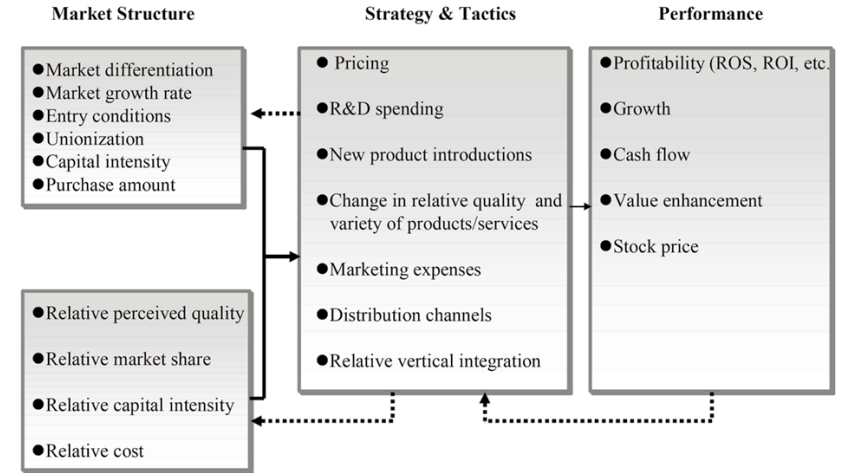 Market Structure
Strategy & Tactics
Performance
●Market differentiation
●Market growth rate
●Entry conditions
●Unionization
●Capital intensity
●Purchase amount
●Relative perceived quality
●Relative market share
●Relative capital intensity
●Relative cost
● Pricing
●R&D spending
●New product introductions
●Change in relative quality and
variety of products/services
●Marketing expenses
●Distribution channels
●Relative vertical integration
●Profitability (ROS, ROI, etc.
●Growth
●Cash flow
●Value enhancement
●Stock price